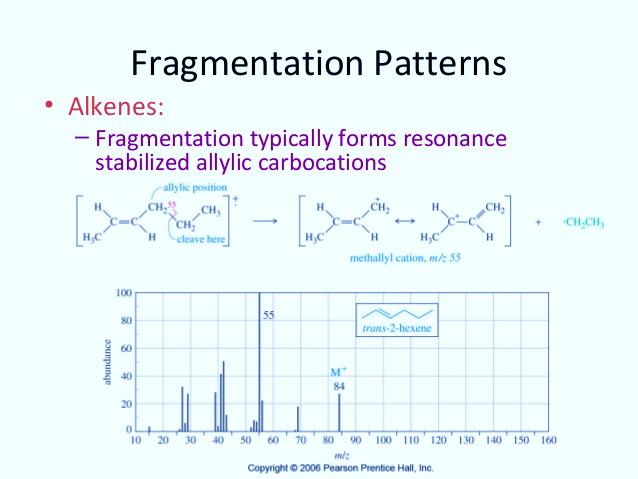 Fragmentation Patterns
• Alkenes:
– Fragmentation typically forms resonance
stabilized allylic carbocations
allylic position
H CH₂ 55 CH₃ ·+
C=C CH₂
H₃C H cleave here
H +CH₂
C=C
H₃C H
H CH₂
C+–C
H₃C H
+ ·CH₂CH₃
methallyl cation, m/z 55
100
80
60
40
20
0
abundance
55
M+
84
trans-2-hexene
10 20 30 40 50 60 70 80 90 100 110 120 130 140 150 160
m/z
Copyright © 2006 Pearson Prentice Hall, Inc.